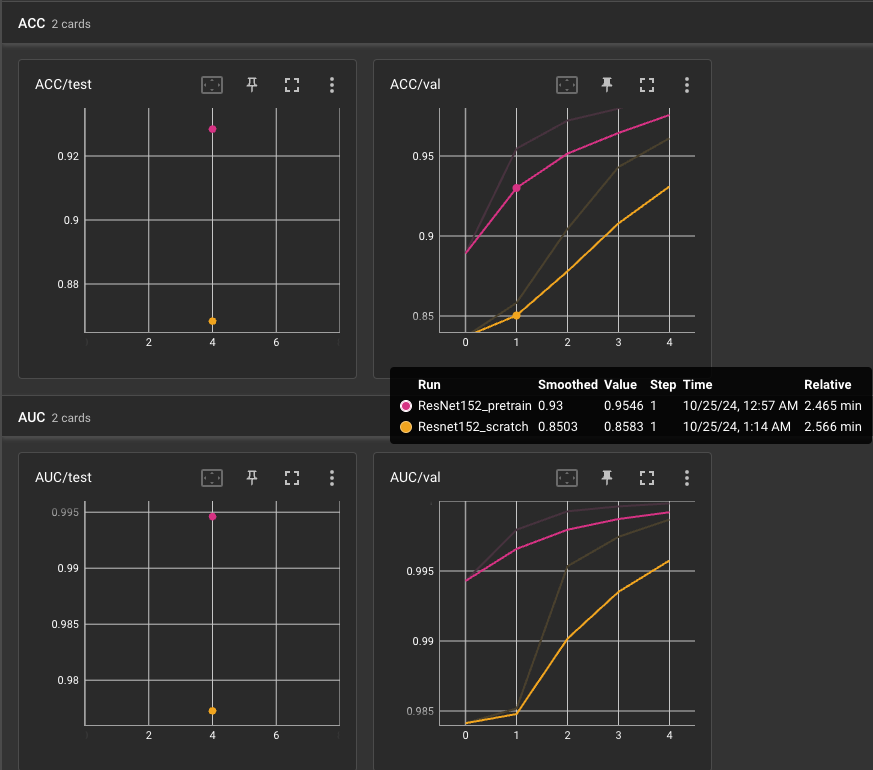 ACC 2 cards
ACC/test
0.92
0.9
0.88
2 4 6
ACC/val
0.95
0.9
0.85
0 1 2 3 4
Run Smoothed Value Step Time Relative
ResNet152_pretrain 0.93 0.9546 1 10/25/24, 12:57 AM 2.465 min
Resnet152_scratch 0.8503 0.8583 1 10/25/24, 1:14 AM 2.566 min
AUC 2 cards
AUC/test
0.995
0.99
0.985
0.98
2 4 6
AUC/val
0.995
0.99
0.985
0 1 2 3 4